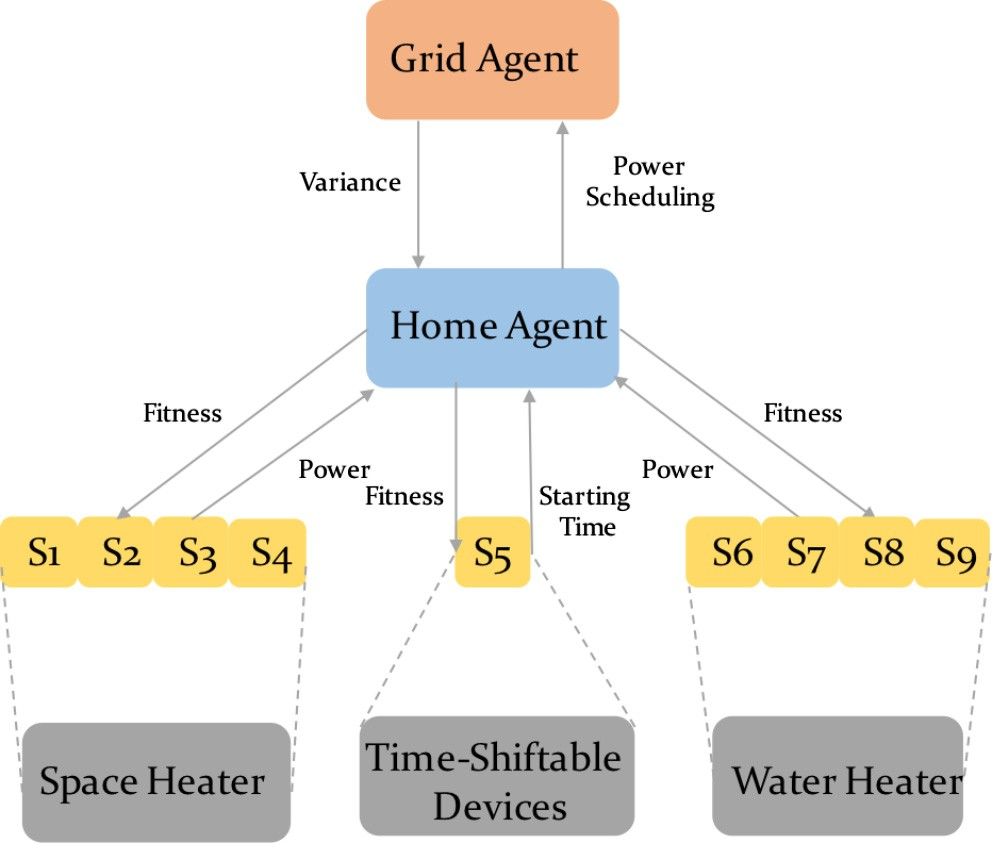 Grid Agent
Variance
Power
Scheduling
Home Agent
Fitness
Power
Fitness
Starting
Time
Power
Fitness
S1 S2 S3 S4
S5
S6 S7 S8 S9
Space Heater
Time-Shiftable
Devices
Water Heater